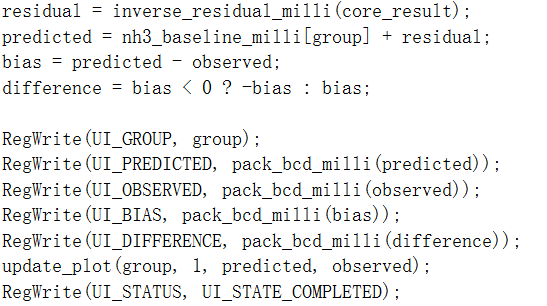 residual = inverse_residual_milli(core_result);
predicted = nh3_baseline_milli[group] + residual;
bias = predicted - observed;
difference = bias < 0 ? -bias : bias;

RegWrite(UI_GROUP, group);
RegWrite(UI_PREDICTED, pack_bcd_milli(predicted));
RegWrite(UI_OBSERVED, pack_bcd_milli(observed));
RegWrite(UI_BIAS, pack_bcd_milli(bias));
RegWrite(UI_DIFFERENCE, pack_bcd_milli(difference));
update_plot(group, 1, predicted, observed);
RegWrite(UI_STATUS, UI_STATE_COMPLETED);